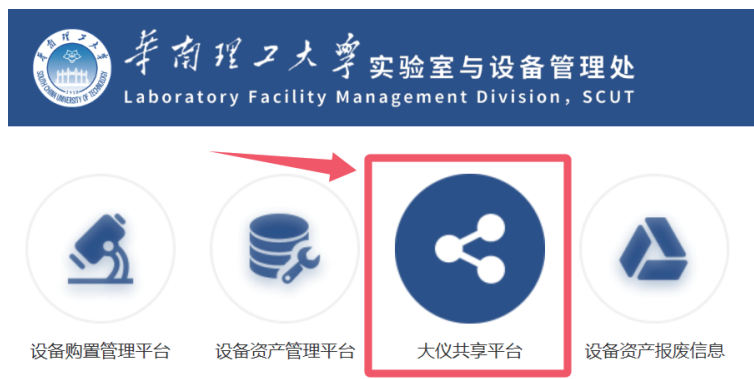 华南理工大学 实验室与设备管理处
Laboratory Facility Management Division, SCUT
设备购置管理平台
设备资产管理平台
大仪共享平台
设备资产报废信息